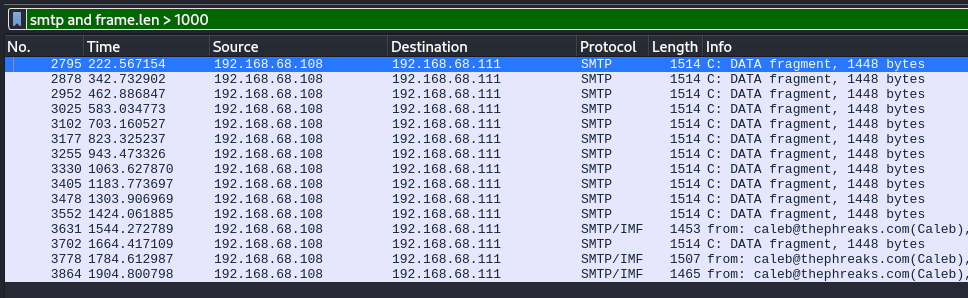 smtp and frame.len > 1000
No. Time Source Destination Protocol Length Info
2795 222.567154 192.168.68.108 192.168.68.111 SMTP 1514 C: DATA fragment, 1448 bytes
2878 342.732902 192.168.68.108 192.168.68.111 SMTP 1514 C: DATA fragment, 1448 bytes
2952 462.886847 192.168.68.108 192.168.68.111 SMTP 1514 C: DATA fragment, 1448 bytes
3025 583.034773 192.168.68.108 192.168.68.111 SMTP 1514 C: DATA fragment, 1448 bytes
3102 703.160527 192.168.68.108 192.168.68.111 SMTP 1514 C: DATA fragment, 1448 bytes
3177 823.325237 192.168.68.108 192.168.68.111 SMTP 1514 C: DATA fragment, 1448 bytes
3255 943.473326 192.168.68.108 192.168.68.111 SMTP 1514 C: DATA fragment, 1448 bytes
3330 1063.627870 192.168.68.108 192.168.68.111 SMTP 1514 C: DATA fragment, 1448 bytes
3405 1183.773697 192.168.68.108 192.168.68.111 SMTP 1514 C: DATA fragment, 1448 bytes
3478 1303.906969 192.168.68.108 192.168.68.111 SMTP 1514 C: DATA fragment, 1448 bytes
3552 1424.061885 192.168.68.108 192.168.68.111 SMTP 1514 C: DATA fragment, 1448 bytes
3631 1544.272789 192.168.68.108 192.168.68.111 SMTP/IMF 1453 from: caleb@thephreaks.com(Caleb),
3702 1664.417109 192.168.68.108 192.168.68.111 SMTP 1514 C: DATA fragment, 1448 bytes
3778 1784.612987 192.168.68.108 192.168.68.111 SMTP/IMF 1507 from: caleb@thephreaks.com(Caleb),
3864 1904.800798 192.168.68.108 192.168.68.111 SMTP/IMF 1465 from: caleb@thephreaks.com(Caleb),